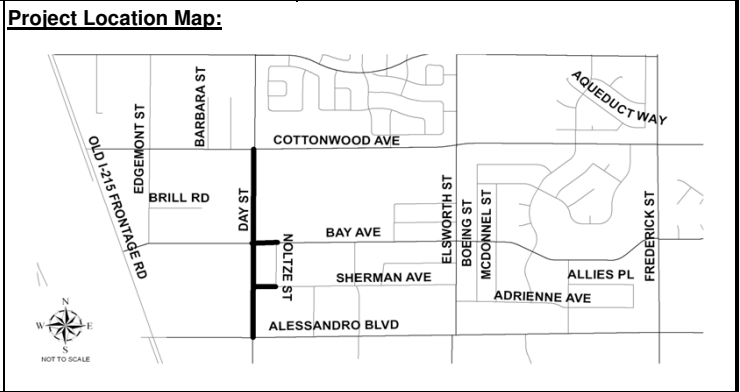 Project Location Map:
AQUEDUCT WAY
BARBARA ST
EDGEMONT ST
COTTONWOOD AVE
OLD I-215 FRONTAGE RD
BRILL RD
DAY ST
ELSWORTH ST
BOEING ST
MCDONNEL ST
FREDERICK ST
BAY AVE
NOLTZE ST
SHERMAN AVE
ALLIES PL
ADRIENNE AVE
ALESSANDRO BLVD
N
W
E
S
NOT TO SCALE